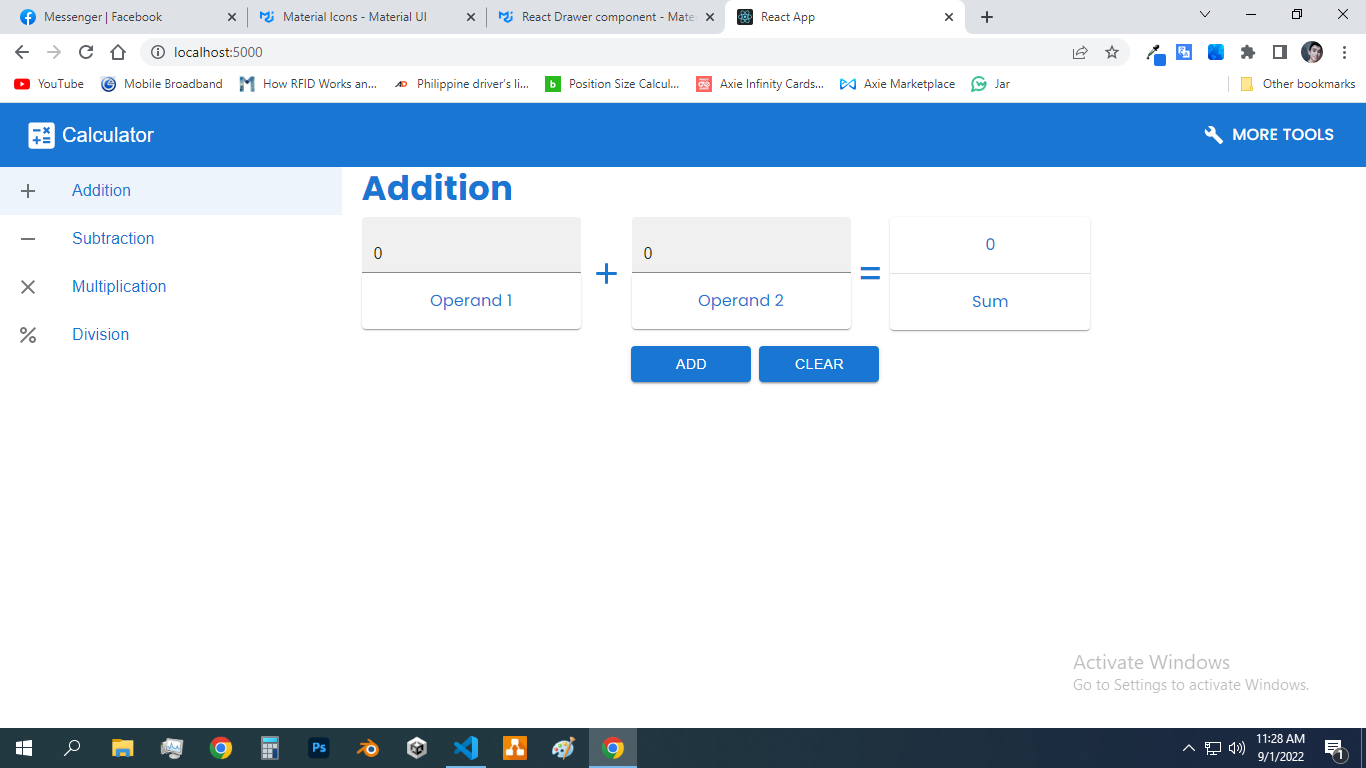 Messenger | Facebook
Material Icons - Material UI
React Drawer component - Mate
React App
localhost:5000
YouTube
Mobile Broadband
How RFID Works an...
Philippine driver's li...
Position Size Calcul...
Axie Infinity Cards...
Axie Marketplace
Jar
Other bookmarks
Calculator
MORE TOOLS
Addition
Subtraction
Multiplication
Division
Addition
0
+
0
=
0
Operand 1
Operand 2
Sum
ADD
CLEAR
Activate Windows
Go to Settings to activate Windows.
Ps
11:28 AM
9/1/2022
1